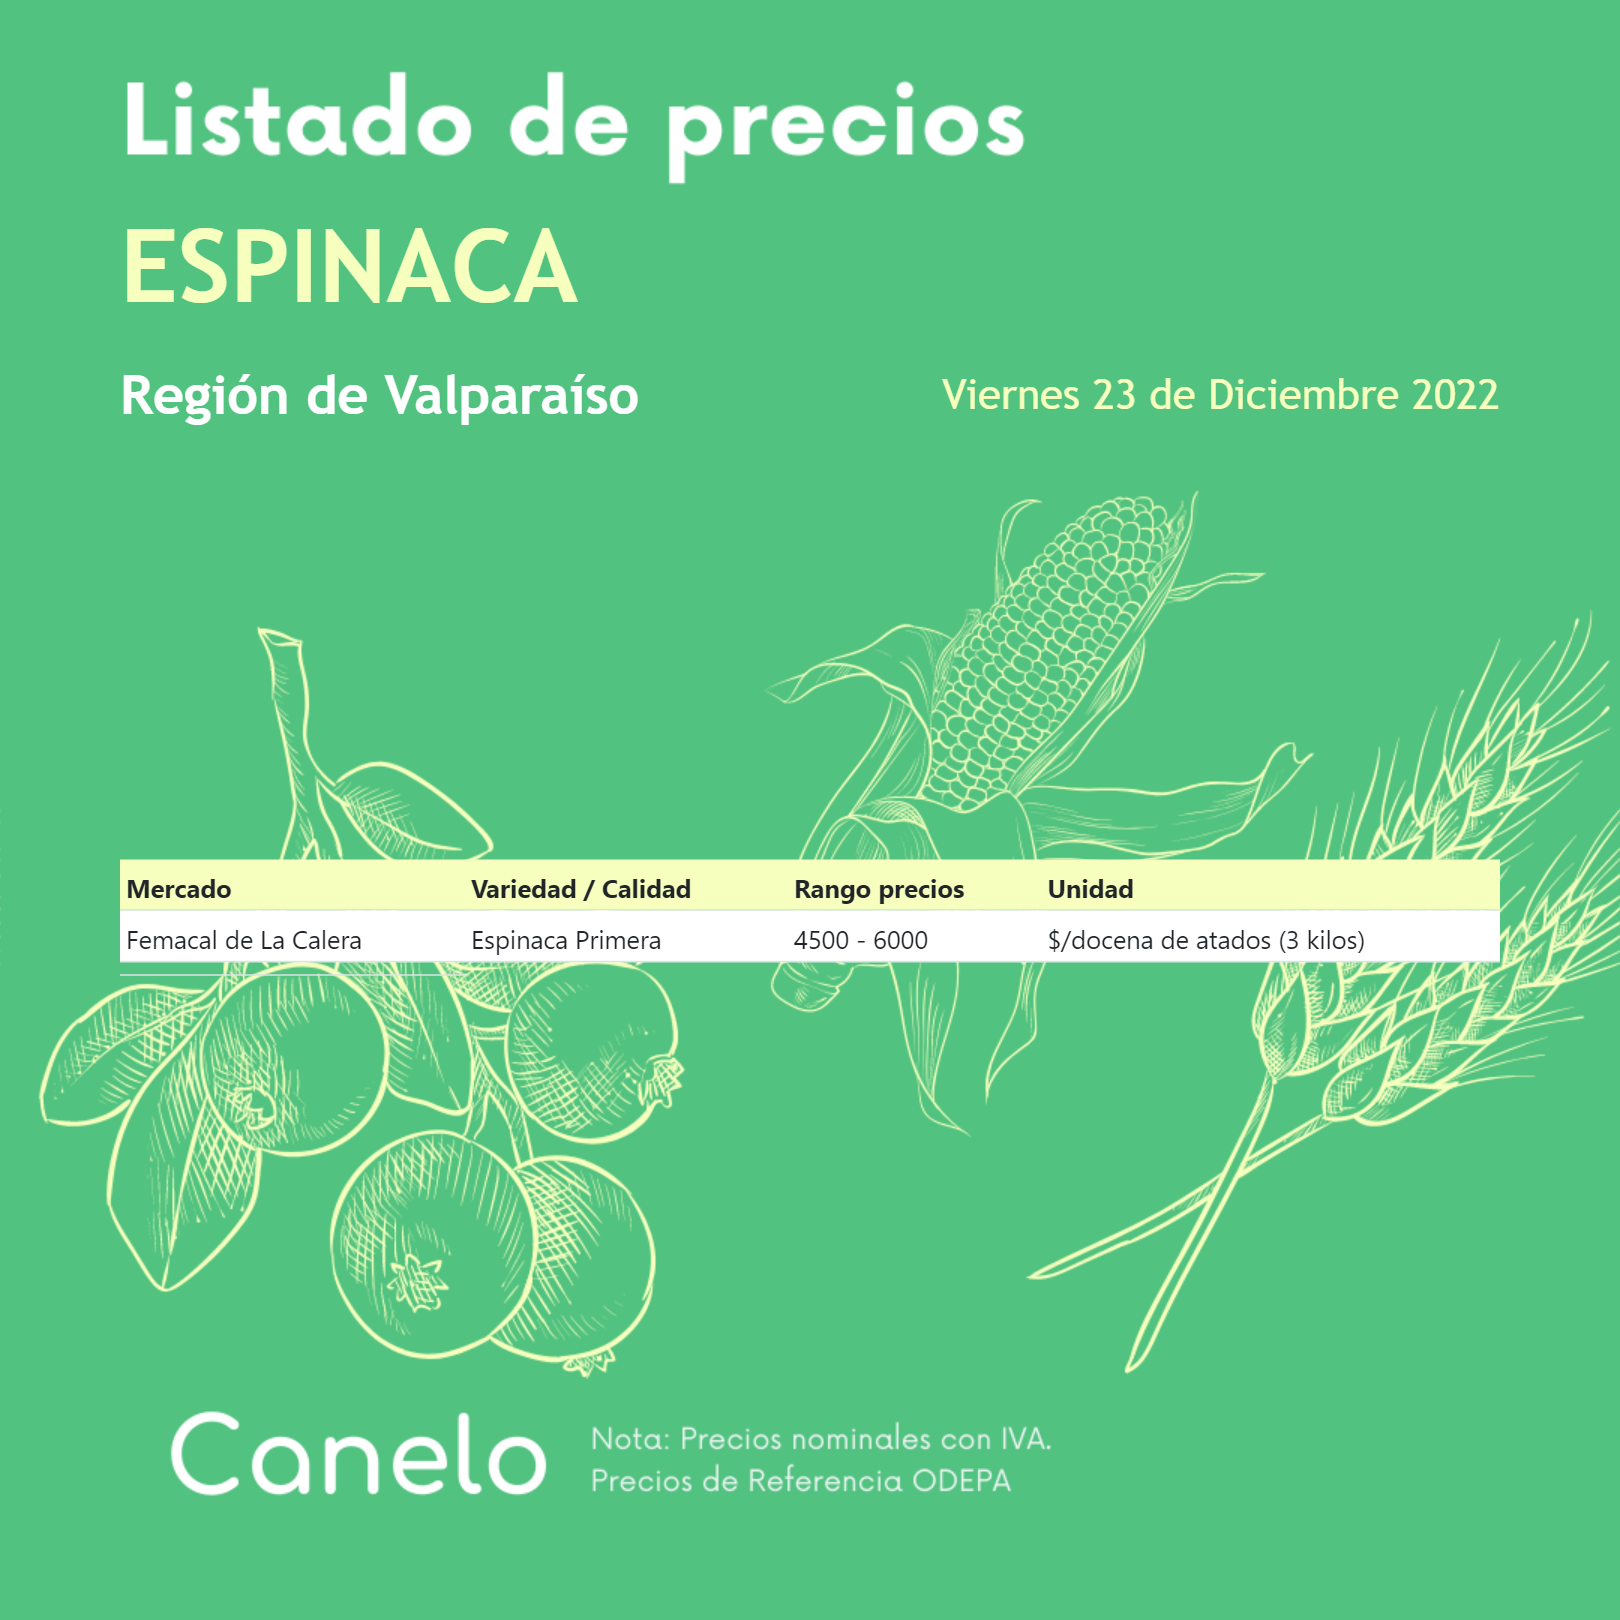 Listado de precios
ESPINACA
Región de Valparaíso
Viernes 23 de Diciembre 2022
Mercado Variedad / Calidad Rango precios Unidad
Femacal de La Calera Espinaca Primera 4500 - 6000 $/docena de atados (3 kilos)
Canelo
Nota: Precios nominales con IVA.
Precios de Referencia ODEPA